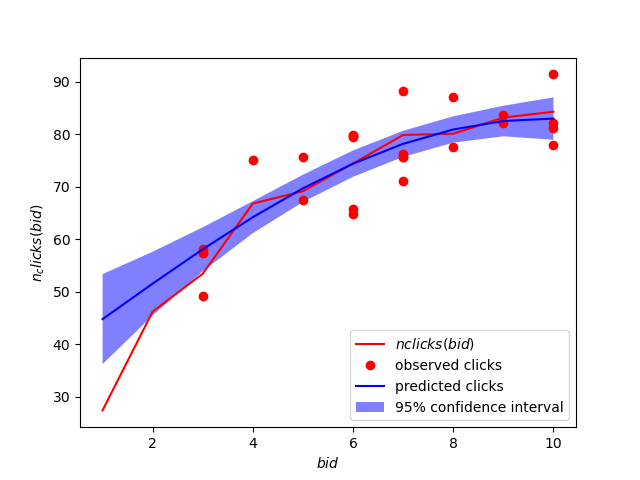 90
80
70
60
50
40
30
n_clicks(bid)
2
4
6
8
10
bid
nclicks(bid)
observed clicks
predicted clicks
95% confidence interval